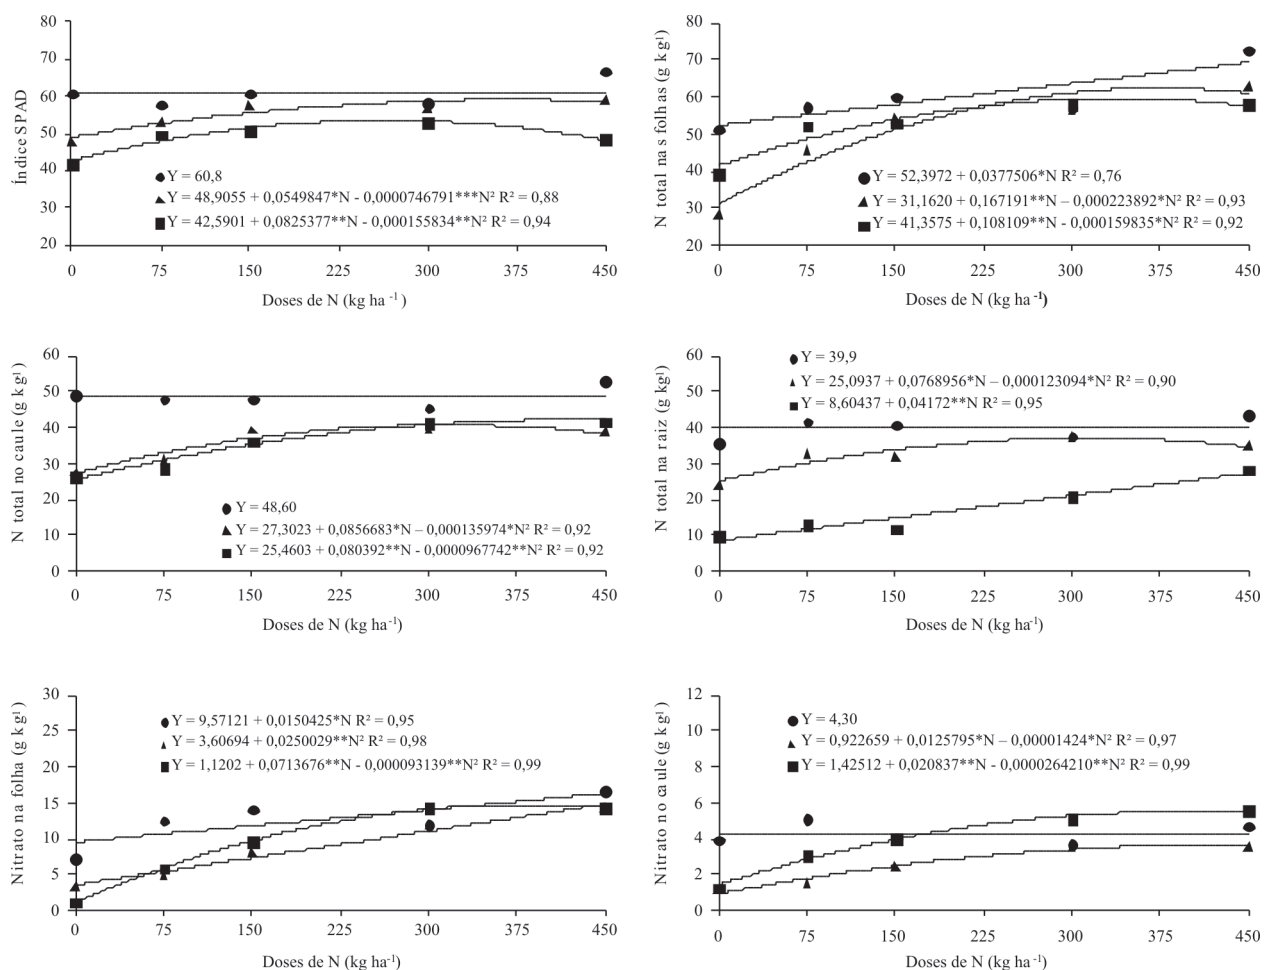 Índice SPAD
80
70
60
50
40
30
20
Y = 60,8
Y = 48,9055 + 0,0549847*N - 0,0000746791***N² R² = 0,88
Y = 42,5901 + 0,0825377**N - 0,000155834**N² R² = 0,94
0 75 150 225 300 375 450
Doses de N (kg ha -1 )
N total nas folhas (g kg¹)
80
70
60
50
40
30
20
Y = 52,3972 + 0,0377506*N R² = 0,76
Y = 31,1620 + 0,167191**N – 0,000223892*N² R² = 0,93
Y = 41,3575 + 0,108109**N - 0,000159835*N² R² = 0,92
0 75 150 225 300 375 450
Doses de N (kg ha -1)
N total no caule (g kg¹)
60
50
40
30
20
10
0
Y = 48,60
Y = 27,3023 + 0,0856683*N – 0,000135974*N² R² = 0,92
Y = 25,4603 + 0,080392**N - 0,0000967742**N² R² = 0,92
0 75 150 225 300 375 450
Doses de N (kg ha-1)
N total na raiz (g kg¹)
60
50
40
30
20
10
0
Y = 39,9
Y = 25,0937 + 0,0768956*N – 0,000123094*N² R² = 0,90
Y = 8,60437 + 0,04172**N R² = 0,95
0 75 150 225 300 375 450
Doses de N (kg ha-1)
Nitrato na folha (g kg¹)
30
25
20
15
10
5
0
Y = 9,57121 + 0,0150425*N R² = 0,95
Y = 3,60694 + 0,0250029**N² R² = 0,98
Y = 1,1202 + 0,0713676**N – 0,000093139**N² R² = 0,99
0 75 150 225 300 375 450
Doses de N (kg ha-1)
Nitrato no caule (g kg¹)
12
10
8
6
4
2
0
Y = 4,30
Y = 0,922659 + 0,0125795*N – 0,00001424*N² R² = 0,97
Y = 1,42512 + 0,020837**N - 0,0000264210**N² R² = 0,99
0 75 150 225 300 375 450
Doses de N (kg ha-1)